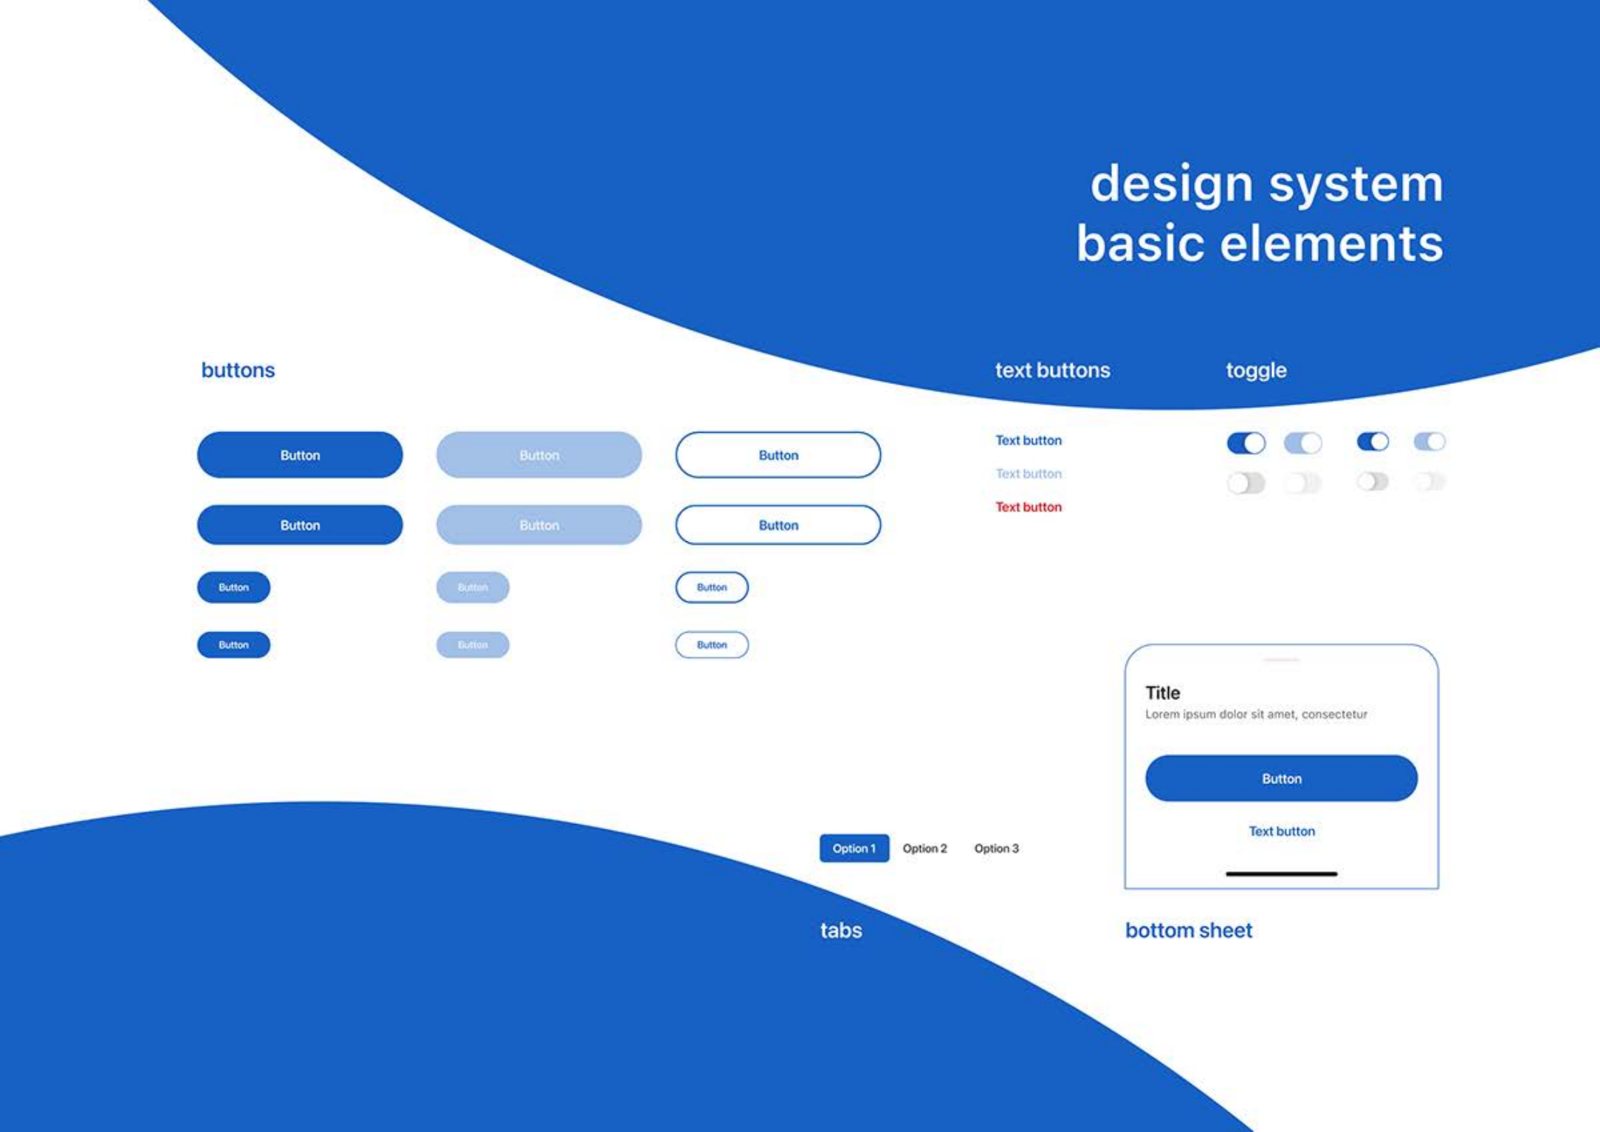 design system
basic elements
buttons
text buttons
toggle
Button
Button
Button
Text button
Text button
Text button
Button
Button
Button
Button
Button
Button
Button
Button
Button
Title
Lorem ipsum dolor sit amet, consectetur
Button
Text button
Option 1
Option 2
Option 3
tabs
bottom sheet